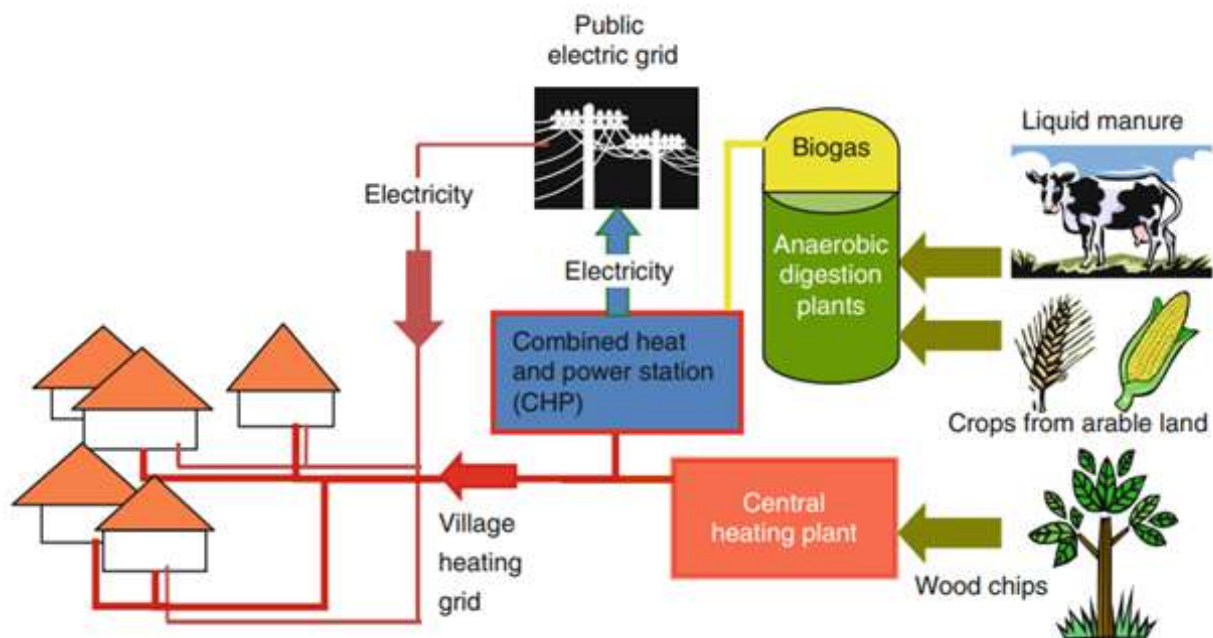 Public
electric grid
Liquid manure
Biogas
Electricity
Anaerobic
digestion
plants
Electricity
Combined heat
and power station
(CHP)
Crops from arable land
Central
heating plant
Village
heating
grid
Wood chips